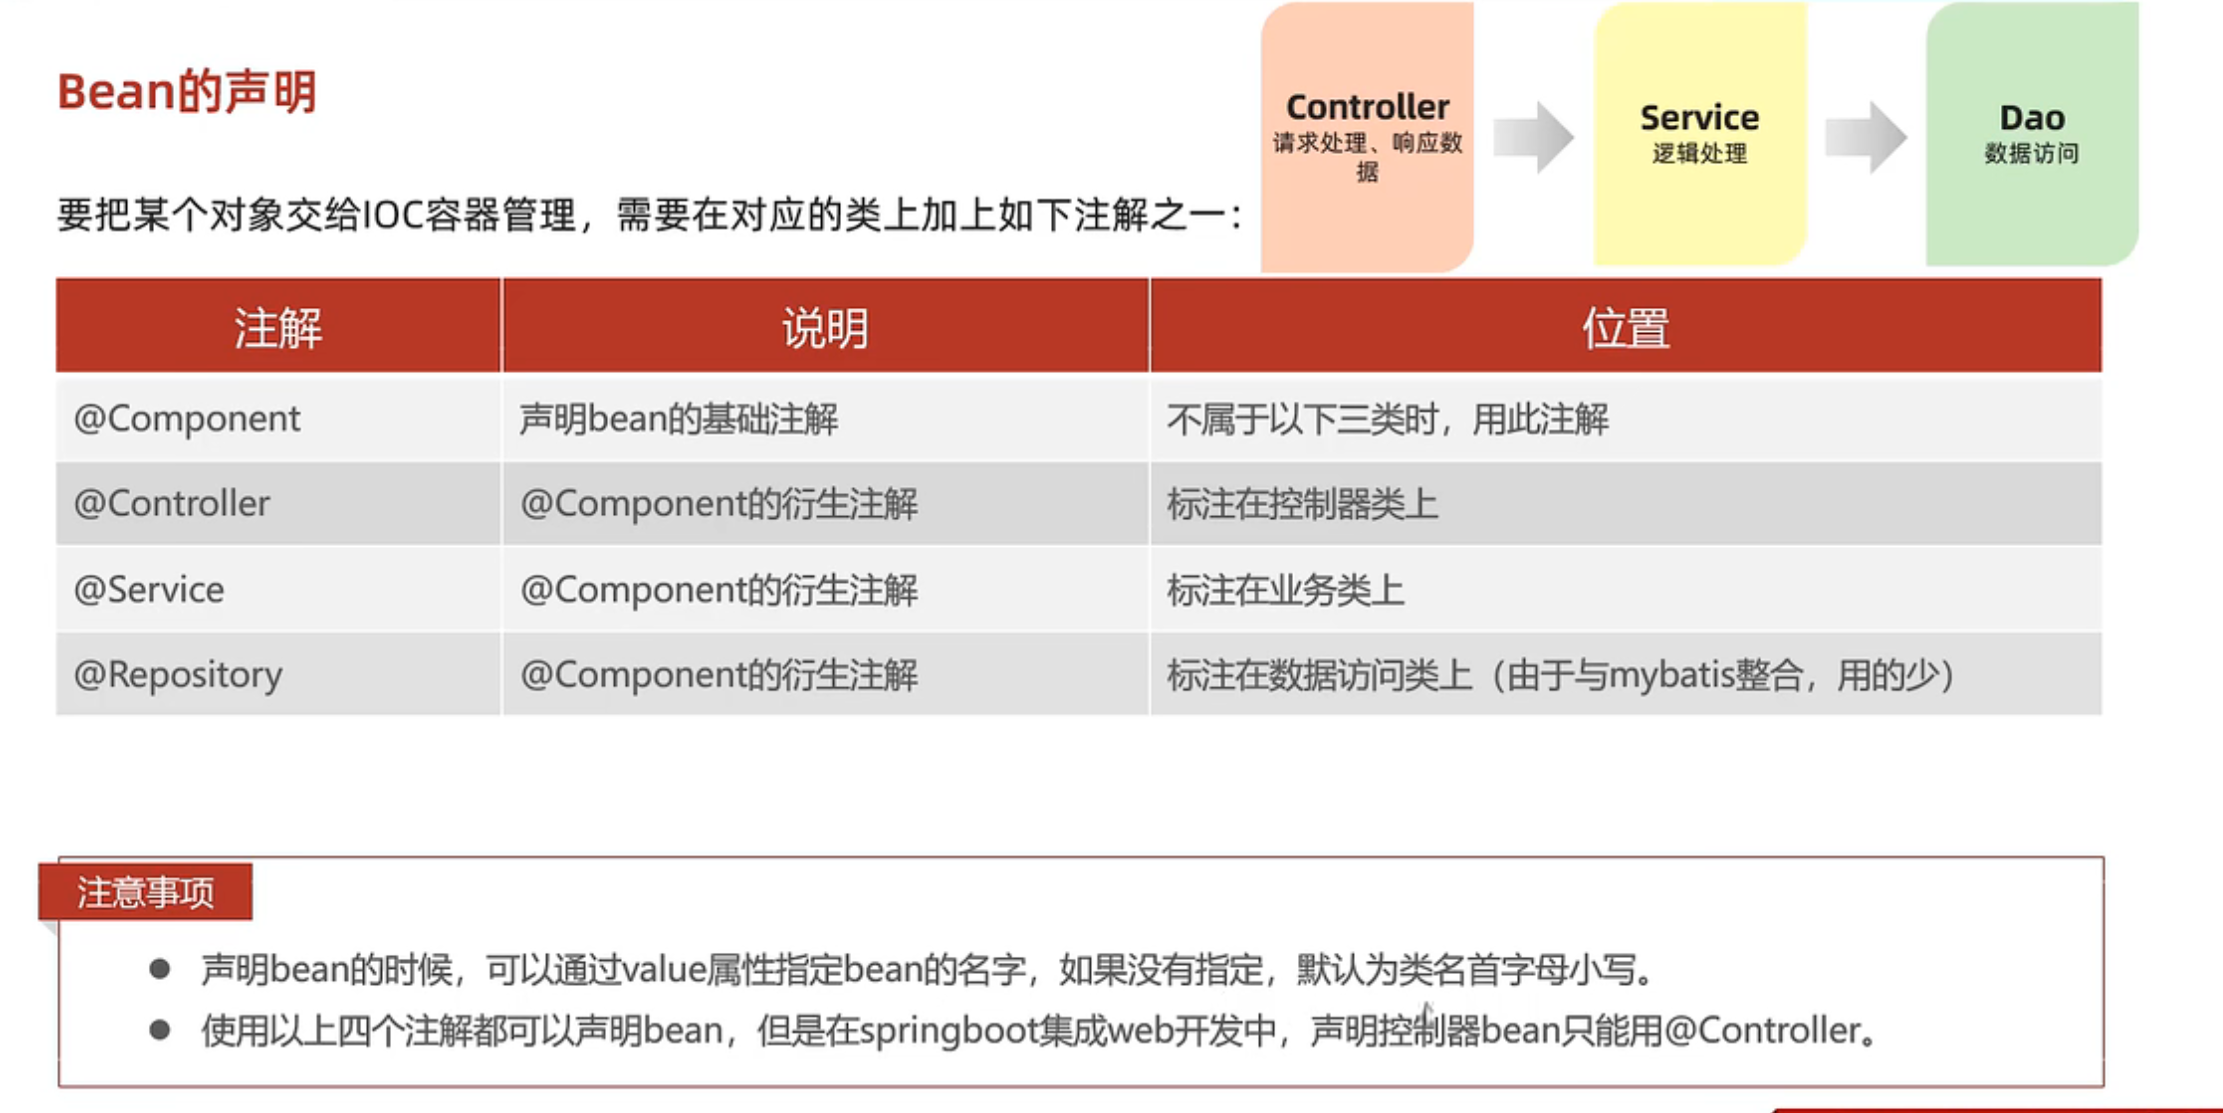 Bean的声明
Controller
请求处理、响应数
据
Service
逻辑处理
Dao
数据访问
要把某个对象交给IOC容器管理，需要在对应的类上加上如下注解之一：
注解 说明 位置
@Component 声明bean的基础注解 不属于以下三类时，用此注解
@Controller @Component的衍生注解 标注在控制器类上
@Service @Component的衍生注解 标注在业务类上
@Repository @Component的衍生注解 标注在数据访问类上（由于与mybatis整合，用的少）
注意事项
● 声明bean的时候，可以通过value属性指定bean的名字，如果没有指定，默认为类名首字母小写。
● 使用以上四个注解都可以声明bean，但是在springboot集成web开发中，声明控制器bean只能用@Controller。